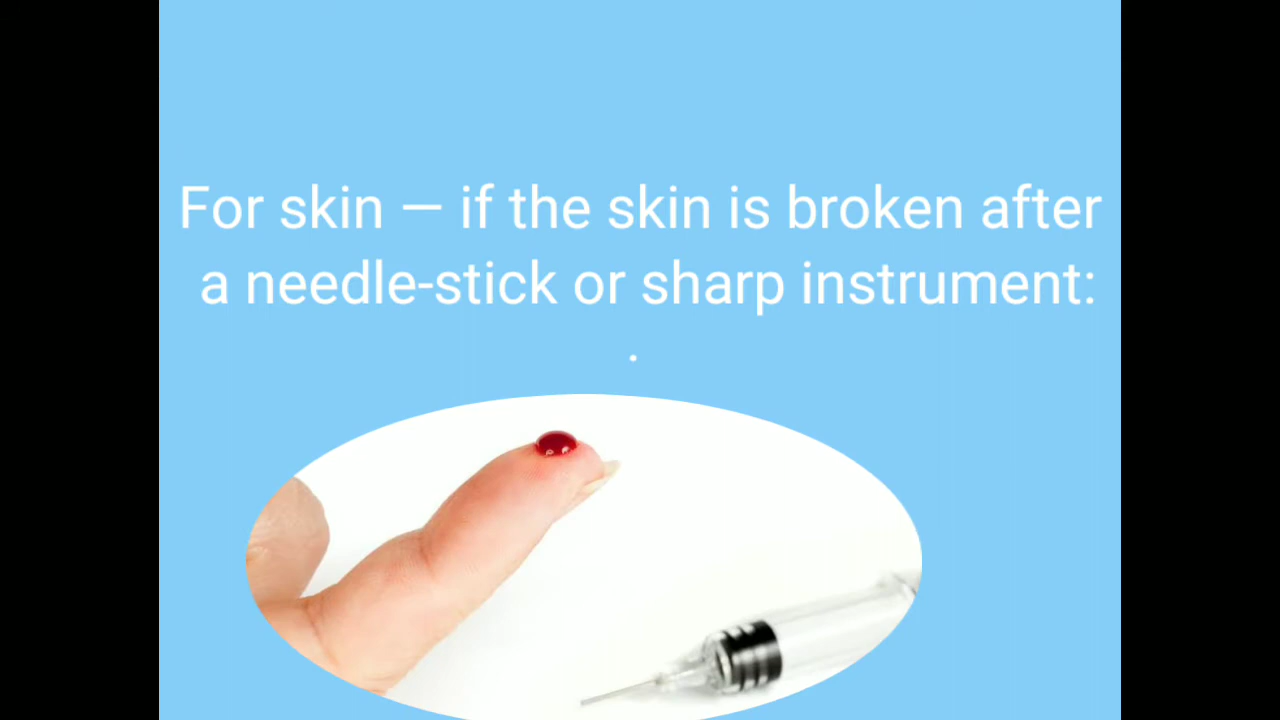 For skin — if the skin is broken after
a needle-stick or sharp instrument:
.